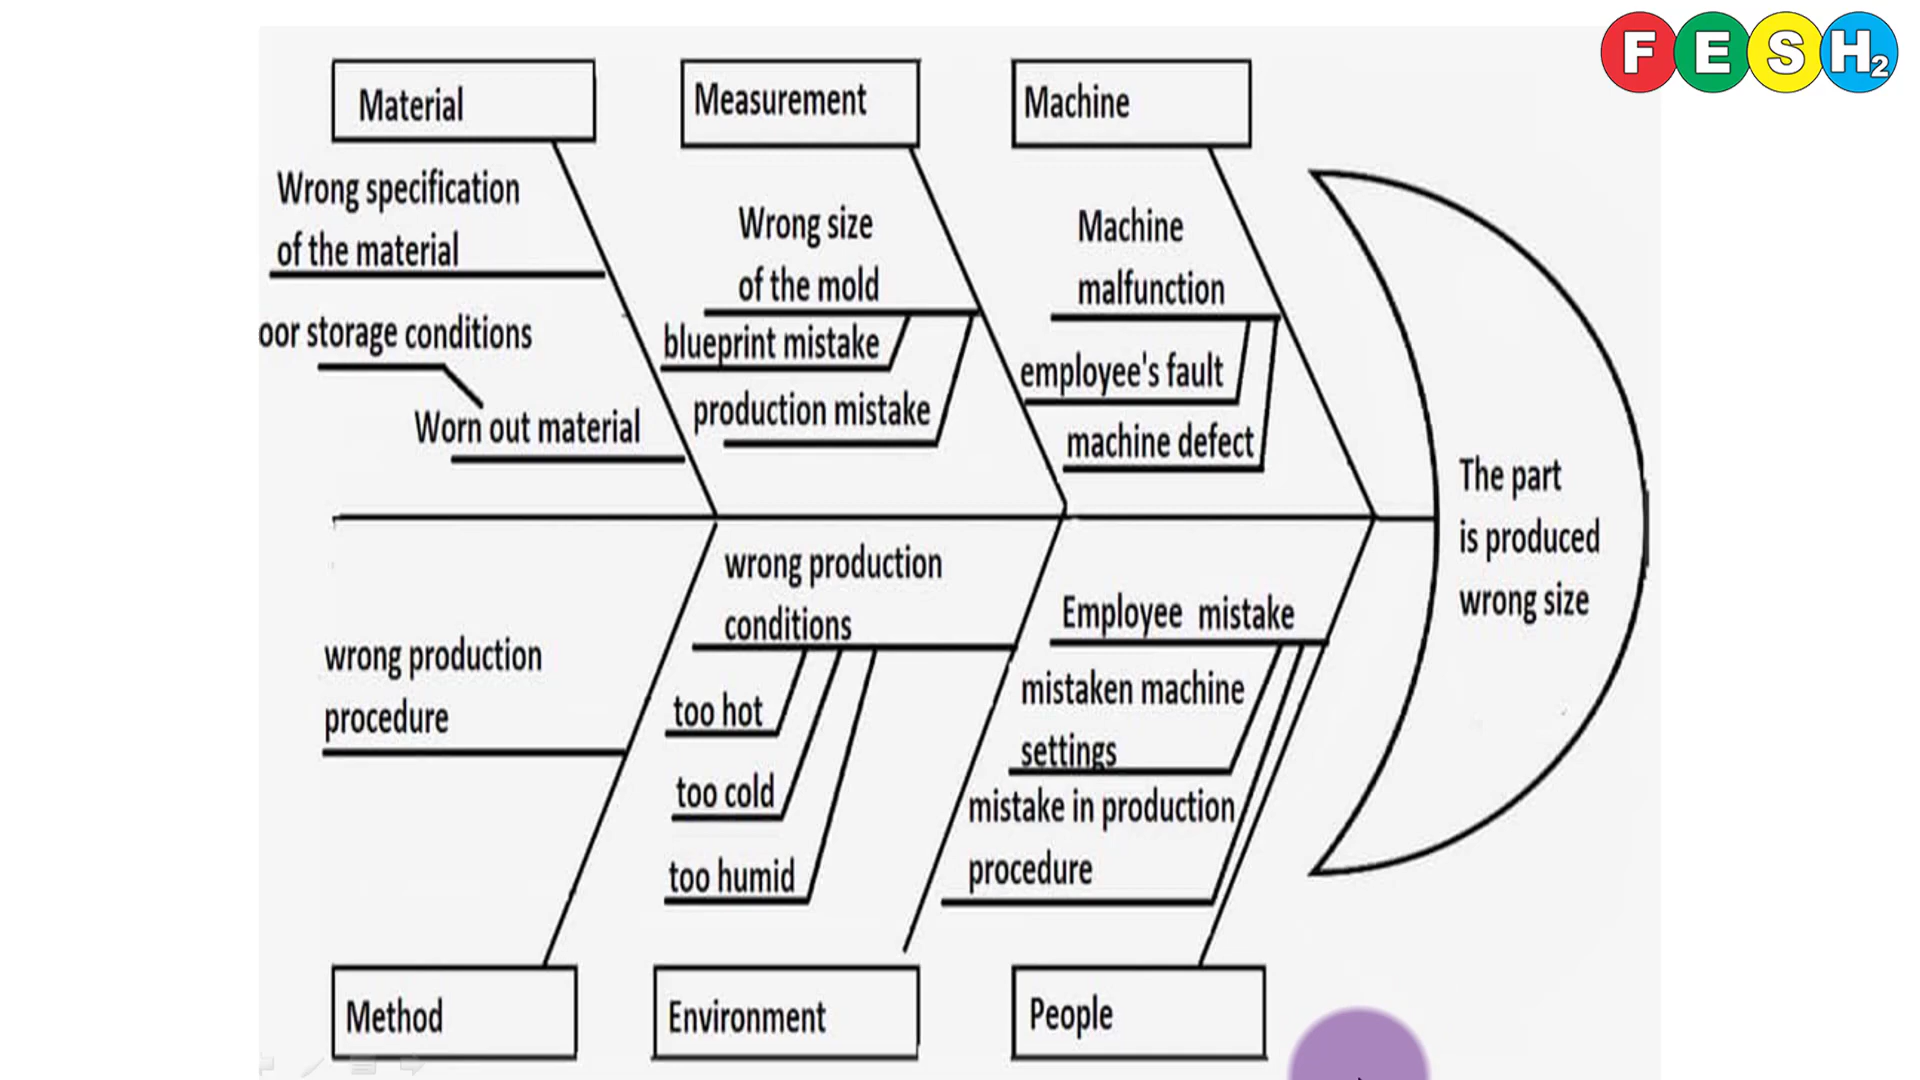 FESH2
Material
Measurement
Machine
Wrong specification
of the material
oor storage conditions
Worn out material
Wrong size
of the mold
blueprint mistake
production mistake
Machine
malfunction
employee's fault
machine defect
The part
is produced
wrong size
wrong production
procedure
wrong production
conditions
too hot
too cold
too humid
Employee mistake
mistaken machine
settings
mistake in production
procedure
Method
Environment
People